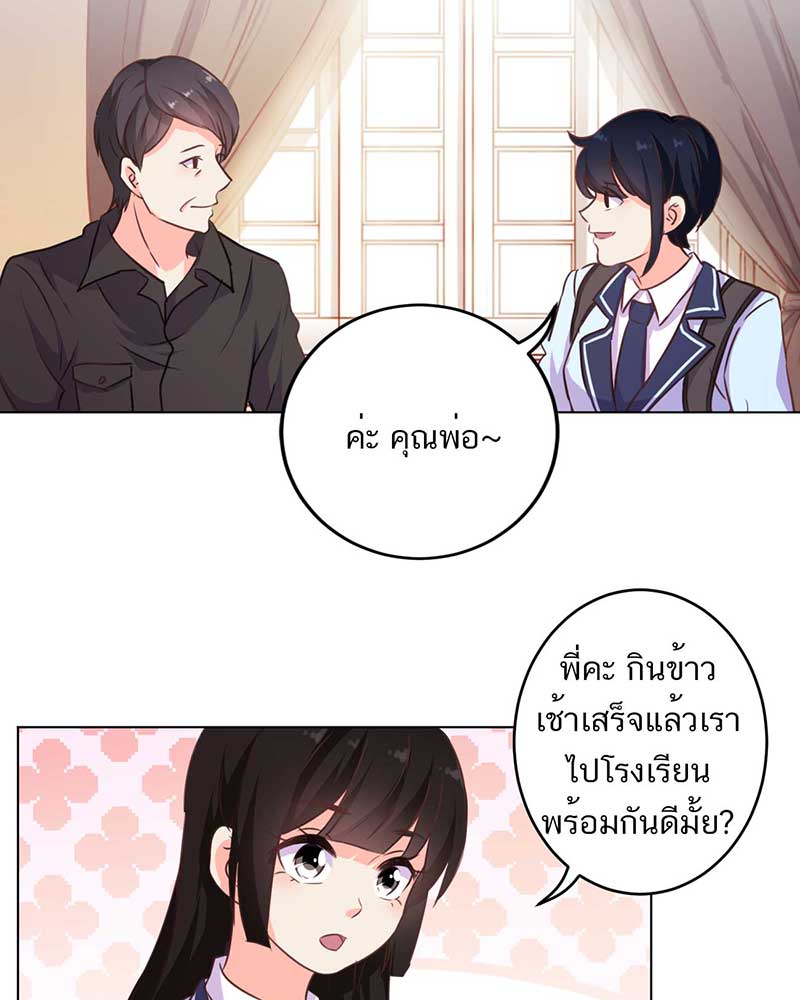 ค่ะ คุณพ่อ~
พี่คะ กินข้าว
เช้าเสร็จแล้วเรา
ไปโรงเรียน
พร้อมกันดีมั้ย?